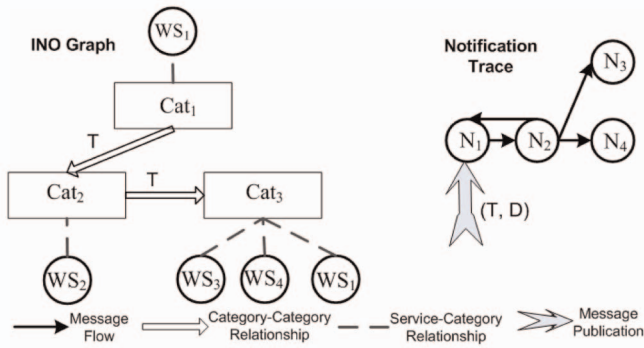 INO Graph
WS1
Notification
Trace
Cat1
T
N3
N1
N2
N4
T
Cat2
Cat3
(T, D)
WS2
WS3
WS4
WS1
Message
Flow
Category-Category
Relationship
Service-Category
Relationship
Message
Publication